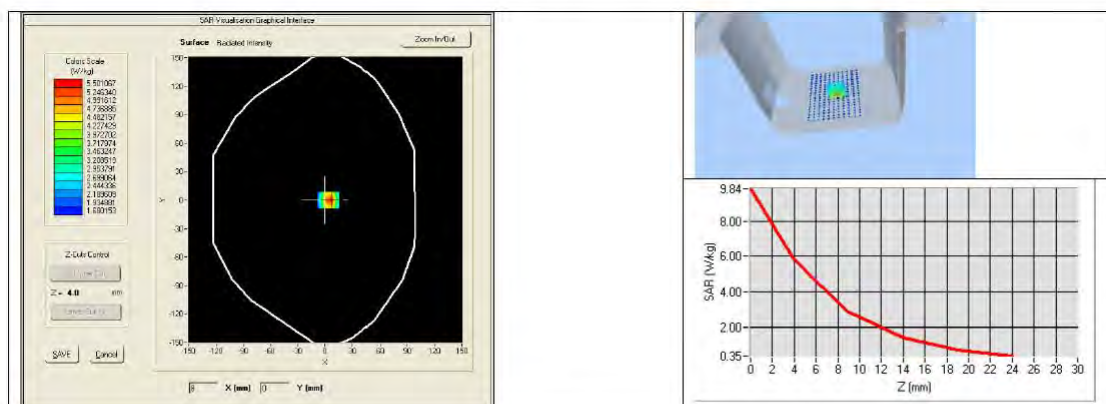 SAR Visualisation Graphical Interface
Surface Radiated Intensity
Zoom In/Out
Colors Scale
(W/kg)
5.501067
5.246340
4.991612
4.736885
4.482157
4.227429
3.972702
3.717974
3.463247
3.208519
2.953791
2.699064
2.444336
2.189609
1.934881
1.680153
150
120
90
60
30
Y 0
-30
-60
-90
-120
-150
-150 -120 -90 -60 -30 0 30 60 90 120 150
X
Z-Cuts Control
Z = 4.0 mm
SAVE Cancel
X (mm) 0 Y (mm)
9.84
8.00
6.00
4.00
2.00
0.35
SAR (W/kg)
0 2 4 6 8 10 12 14 16 18 20 22 24 26 28 30
Z (mm)